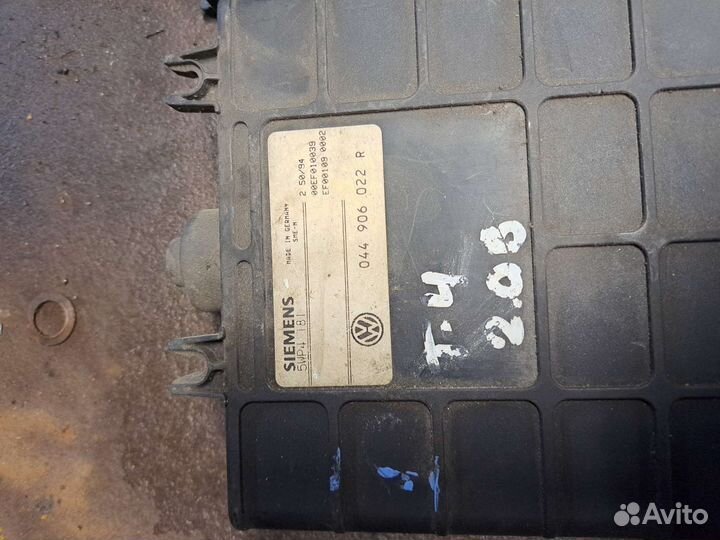 SIEMENS
5WP4 181
MADE IN GERMANY
SME-M
2 50/94
00EF010039
EF00109 0002
044 906 022 R
T-4
2.0Б
Avito